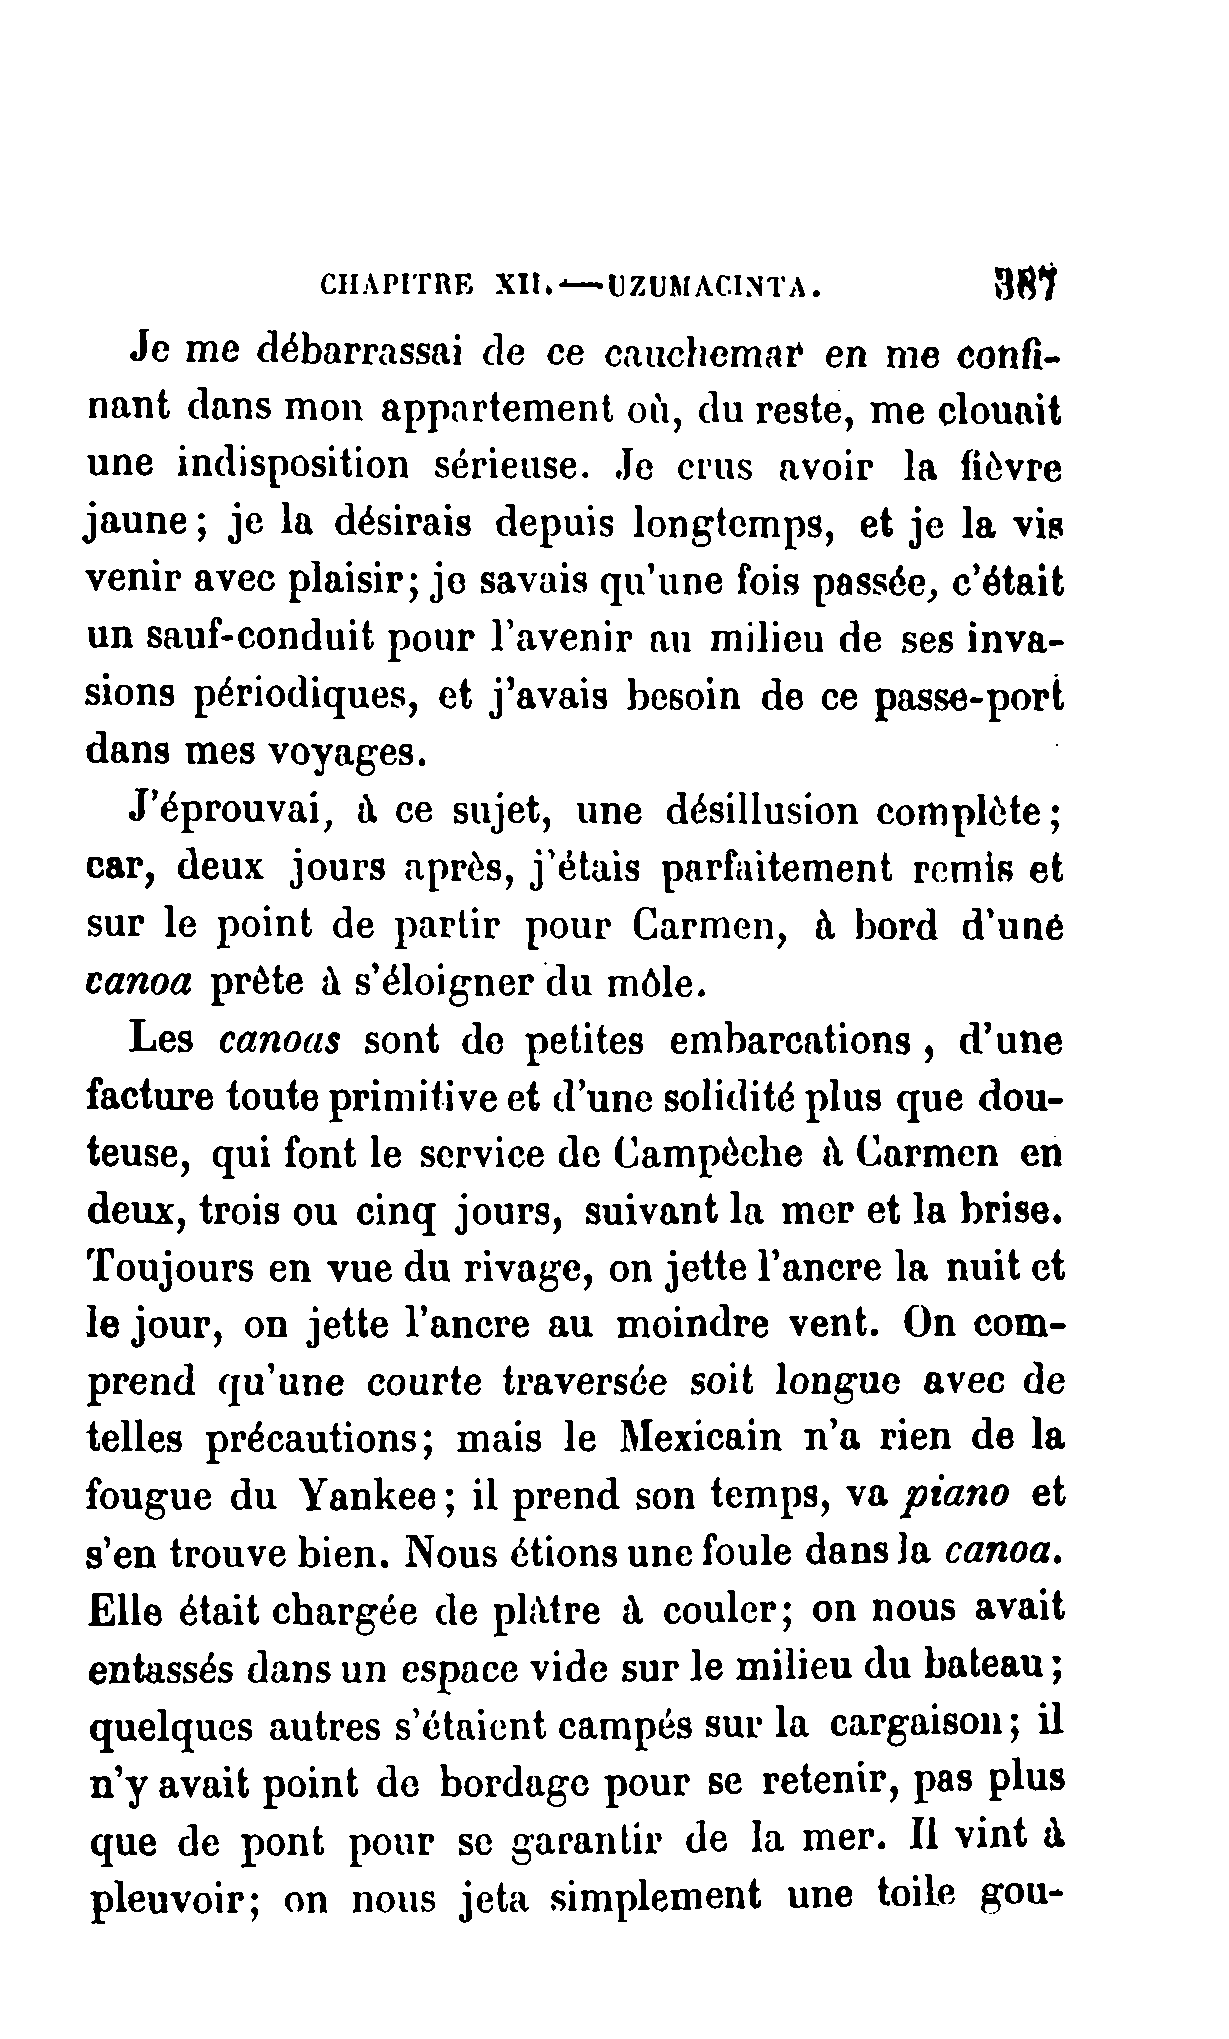 CHAPITRE XII.—UZUMACINTA. 387
Je me débarrassai de ce cauchemar en me confi-
nant dans mon appartement où, du reste, me clouait
une indisposition sérieuse. Je crus avoir la fièvre
jaune; je la désirais depuis longtemps, et je la vis
venir avec plaisir; je savais qu'une fois passée, c'était
un sauf-conduit pour l'avenir au milieu de ses inva-
sions périodiques, et j'avais besoin de ce passe-port
dans mes voyages.
J'éprouvai, à ce sujet, une désillusion complète;
car, deux jours après, j'étais parfaitement remis et
sur le point de partir pour Carmen, à bord d'une
canoa prête à s'éloigner du môle.
Les canoas sont de petites embarcations, d'une
facture toute primitive et d'une solidité plus que dou-
teuse, qui font le service de Campêche à Carmen en
deux, trois ou cinq jours, suivant la mer et la brise.
Toujours en vue du rivage, on jette l'ancre la nuit et
le jour, on jette l'ancre au moindre vent. On com-
prend qu'une courte traversée soit longue avec de
telles précautions; mais le Mexicain n'a rien de la
fougue du Yankee; il prend son temps, va piano et
s'en trouve bien. Nous étions une foule dans la canoa.
Elle était chargée de plâtre à couler; on nous avait
entassés dans un espace vide sur le milieu du bateau;
quelques autres s'étaient campés sur la cargaison; il
n'y avait point de bordage pour se retenir, pas plus
que de pont pour se garantir de la mer. Il vint à
pleuvoir; on nous jeta simplement une toile gou-